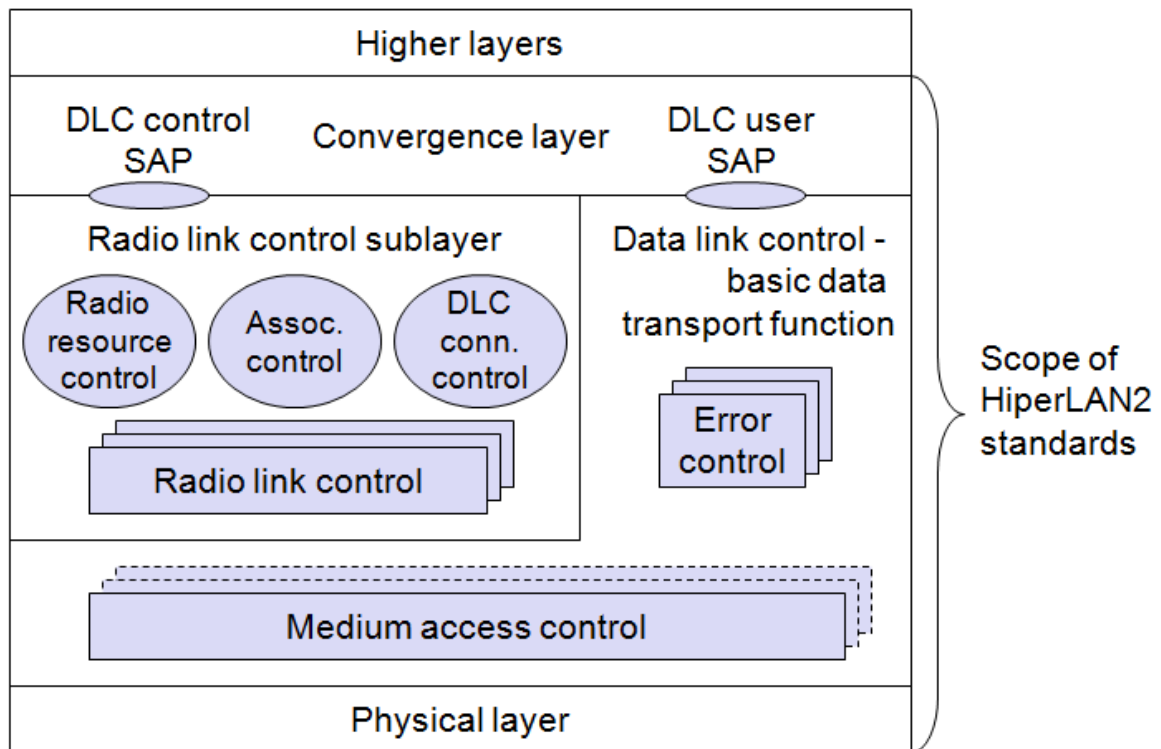 Higher layers
DLC control
SAP
Convergence layer
DLC user
SAP
Radio link control sublayer
Data link control -
basic data
transport function
Radio
resource
control
Assoc.
control
DLC
conn.
control
Error
control
Radio link control
Medium access control
Physical layer
Scope of
HiperLAN2
standards